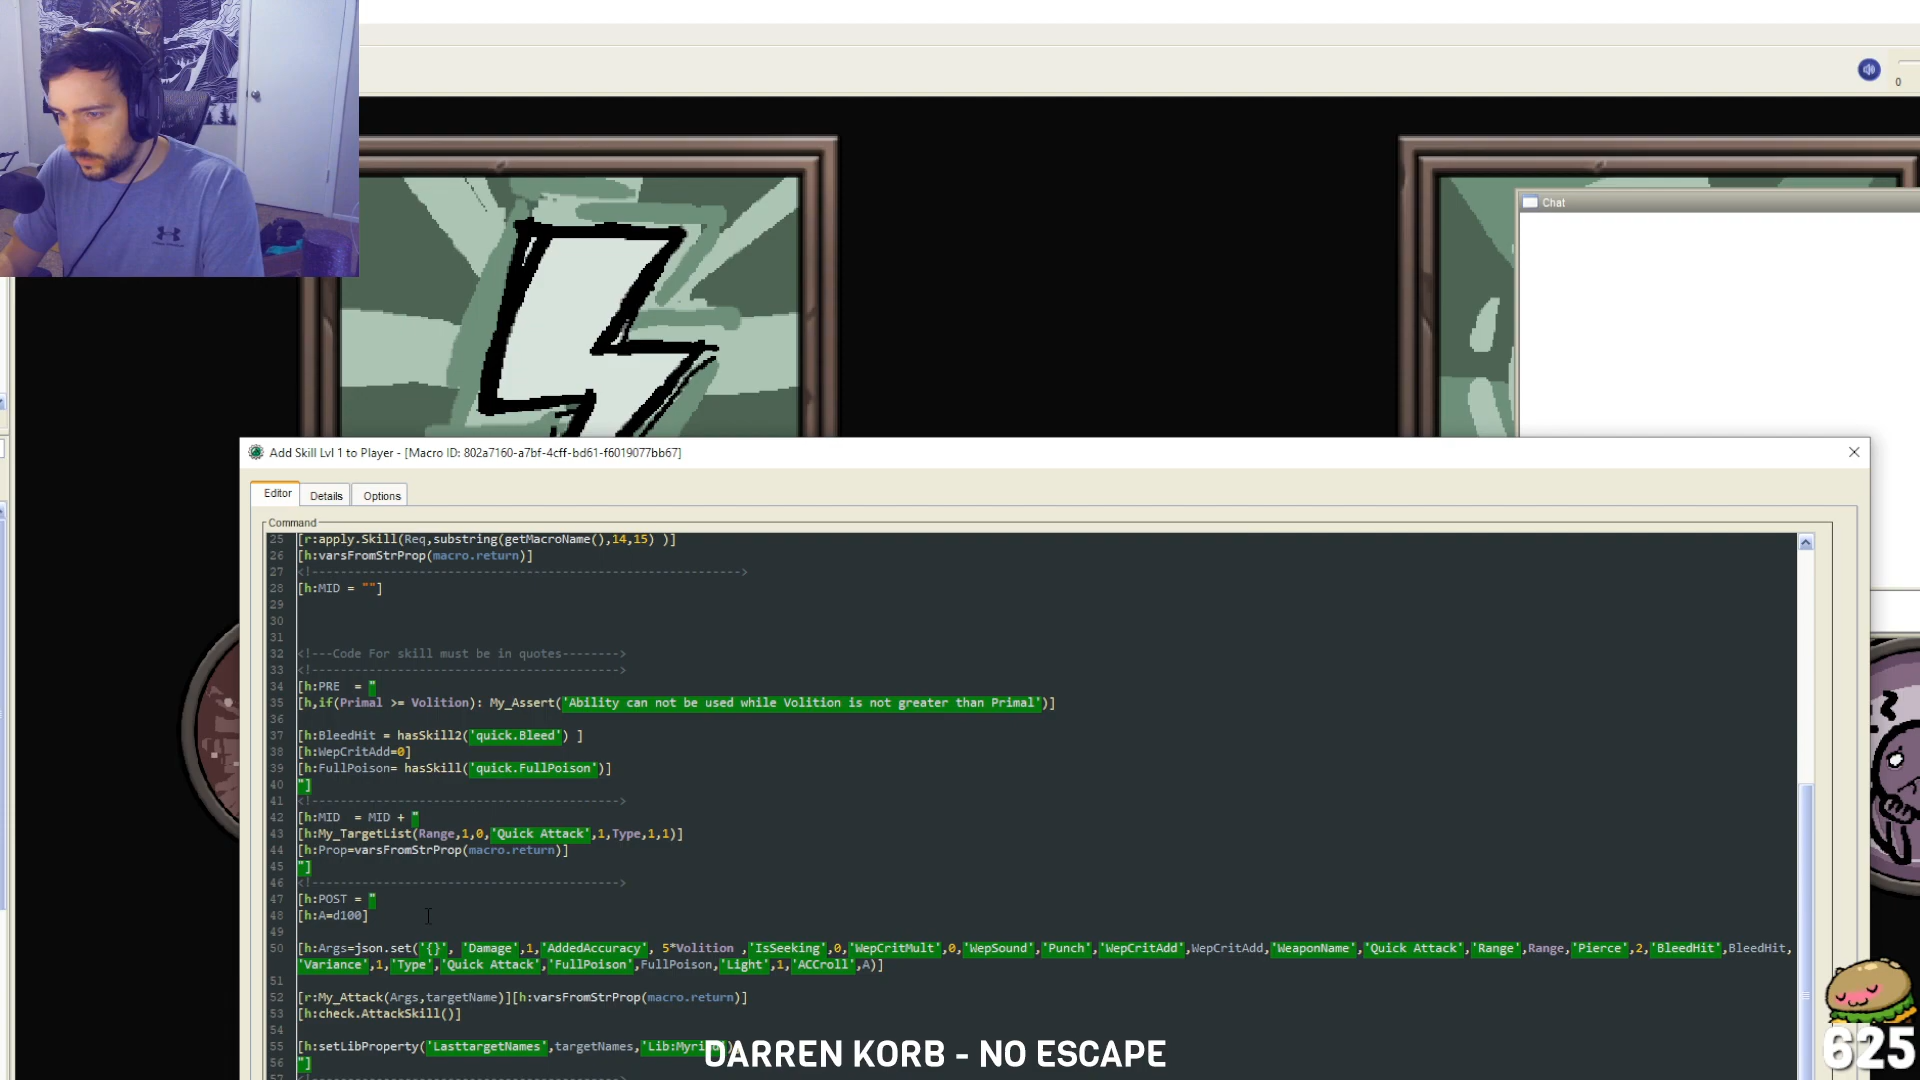 0
Chat
Add Skill Lvl 1 to Player - [Macro ID: 802a7160-a7bf-4cff-bd61-f6019077bb67]
Editor
Details
Options
Command
25 [r:apply.Skill(Req,substring(getMacroName(),14,15) )]
26 [h:varsFromStrProp(macro.return)]
27 <!----------------------------------------------------------->
28 [h:MID = ""]
29
30
31
32 <!---Code For skill must be in quotes-------->
33 <!------------------------------------------>
34 [h:PRE  = "
35 [h,if(Primal >= Volition): My_Assert('Ability can not be used while Volition is not greater than Primal')]
36
37 [h:BleedHit = hasSkill2('quick.Bleed') ]
38 [h:WepCritAdd=0]
39 [h:FullPoison= hasSkill('quick.FullPoison')]
40 "]
41 <!------------------------------------------>
42 [h:MID  = MID + "
43 [h:My_TargetList(Range,1,0,'Quick Attack',1,Type,1,1)]
44 [h:Prop=varsFromStrProp(macro.return)]
45 "]
46 <!------------------------------------------>
47 [h:POST = "
48 [h:A=d100]
49
50 [h:Args=json.set('{}', 'Damage',1,'AddedAccuracy', 5*Volition ,'IsSeeking',0,'WepCritMult',0,'WepSound','Punch','WepCritAdd',WepCritAdd,'WeaponName','Quick Attack','Range',Range,'Pierce',2,'BleedHit',BleedHit,
'Variance',1,'Type','Quick Attack','FullPoison',FullPoison,'Light',1,'ACCroll',A)]
51
52 [r:My_Attack(Args,targetName)][h:varsFromStrProp(macro.return)]
53 [h:check.AttackSkill()]
54
55 [h:setLibProperty('LasttargetNames',targetNames,'Lib:Myri
56 "]
57 <!------------------------------------------>
DARREN KORB - NO ESCAPE
625